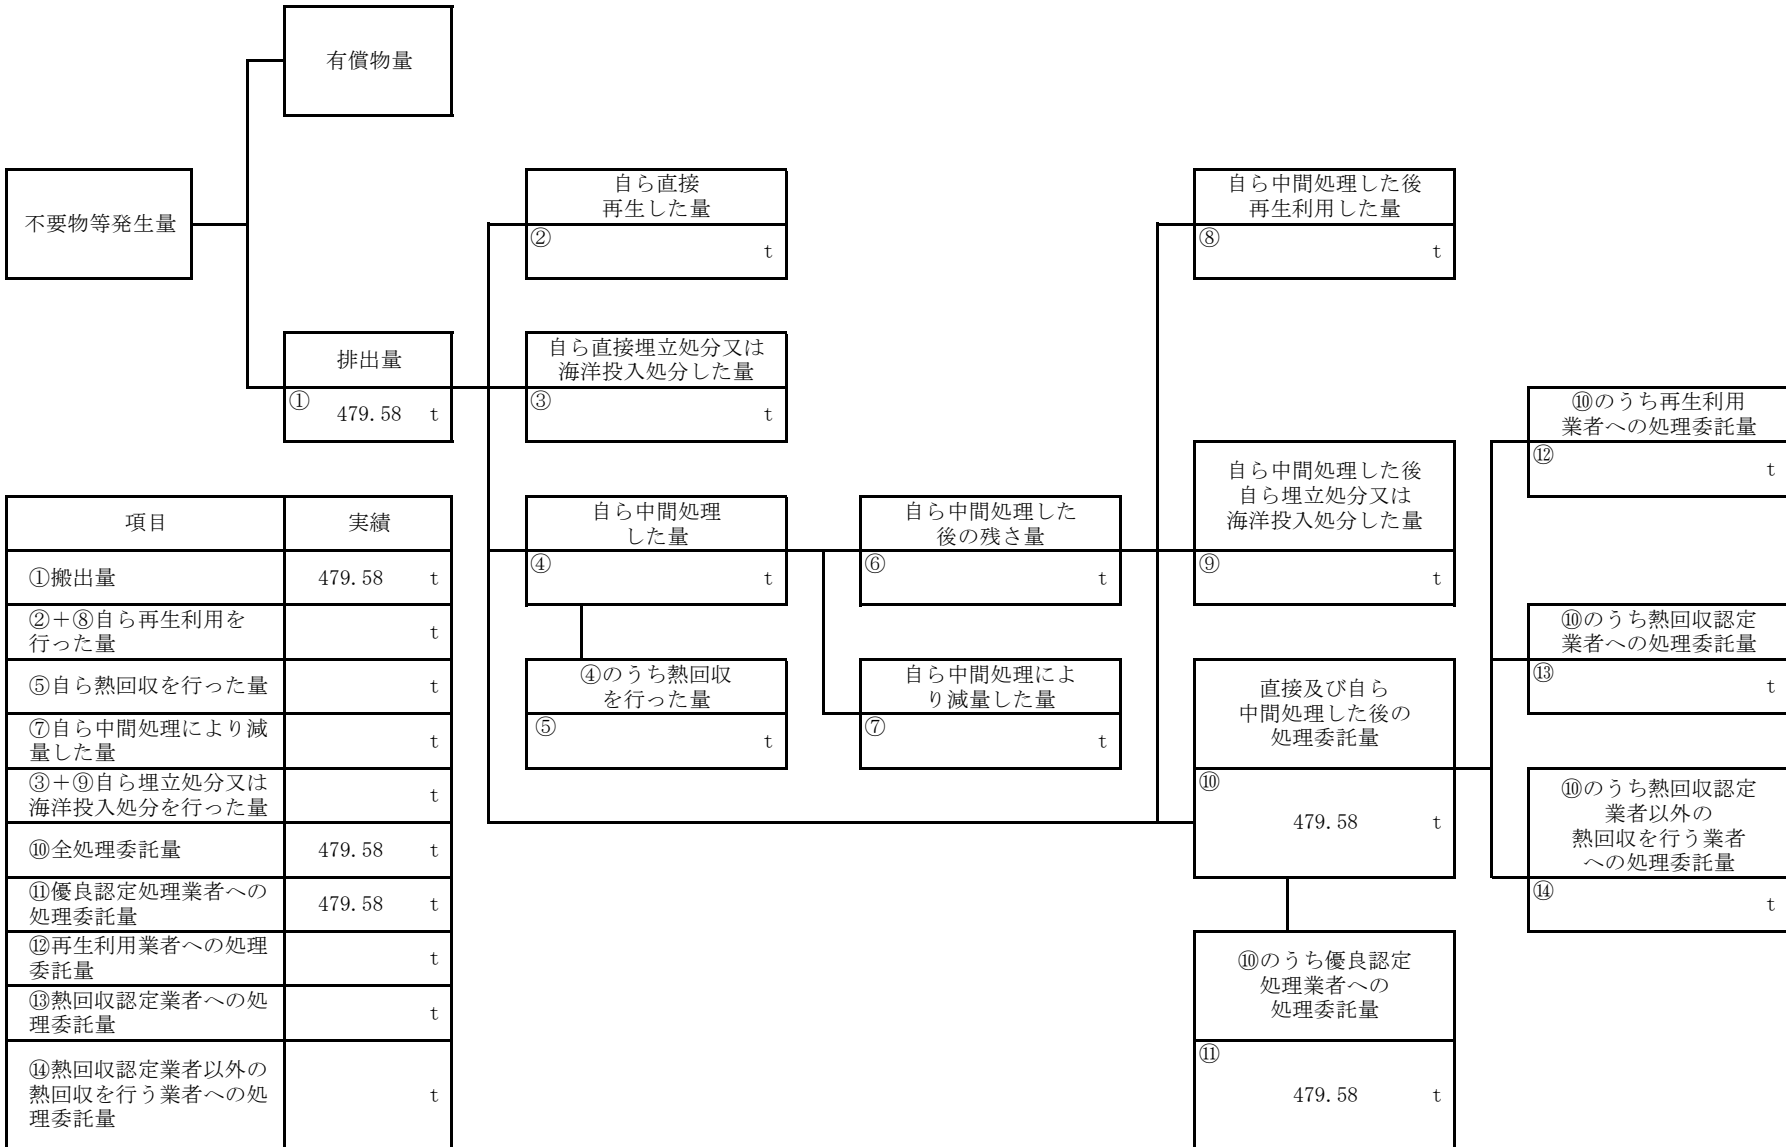 有償物量
不要物等発生量
自ら直接
再生した量
② t
自ら中間処理した後
再生利用した量
⑧ t
排出量
① 479.58 t
自ら直接埋立処分又は
海洋投入処分した量
③ t
⑩のうち再生利用
業者への処理委託量
⑫ t
自ら中間処理
した量
④ t
自ら中間処理した
後の残さ量
⑥ t
自ら中間処理した後
自ら埋立処分又は
海洋投入処分した量
⑨ t
⑩のうち熱回収認定
業者への処理委託量
⑬ t
④のうち熱回収
を行った量
⑤ t
自ら中間処理によ
り減量した量
⑦ t
直接及び自ら
中間処理した後の
処理委託量
⑩
479.58 t
⑩のうち熱回収認定
業者以外の
熱回収を行う業者
への処理委託量
⑭ t
⑩のうち優良認定
処理業者への
処理委託量
⑪
479.58 t
項目 実績
①搬出量 479.58 t
②＋⑧自ら再生利用を
行った量 t
⑤自ら熱回収を行った量 t
⑦自ら中間処理により減
量した量 t
③＋⑨自ら埋立処分又は
海洋投入処分を行った量 t
⑩全処理委託量 479.58 t
⑪優良認定処理業者への
処理委託量 479.58 t
⑫再生利用業者への処理
委託量 t
⑬熱回収認定業者への処
理委託量 t
⑭熱回収認定業者以外の
熱回収を行う業者への処
理委託量 t